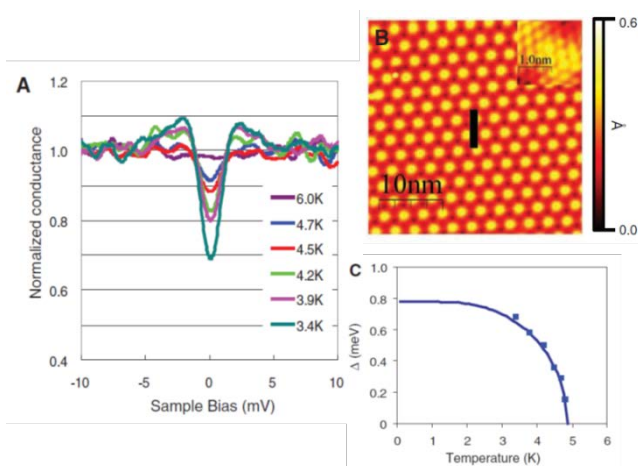 A
1.2
1.0
0.8
0.6
0.4
Normalized conductance
6.0K
4.7K
4.5K
4.2K
3.9K
3.4K
-10
-5
0
5
10
Sample Bias (mV)
B
1.0nm
10nm
0.6
Å
0.0
C
1.0
0.8
0.6
0.4
0.2
0
Δ (meV)
0 1 2 3 4 5 6
Temperature (K)